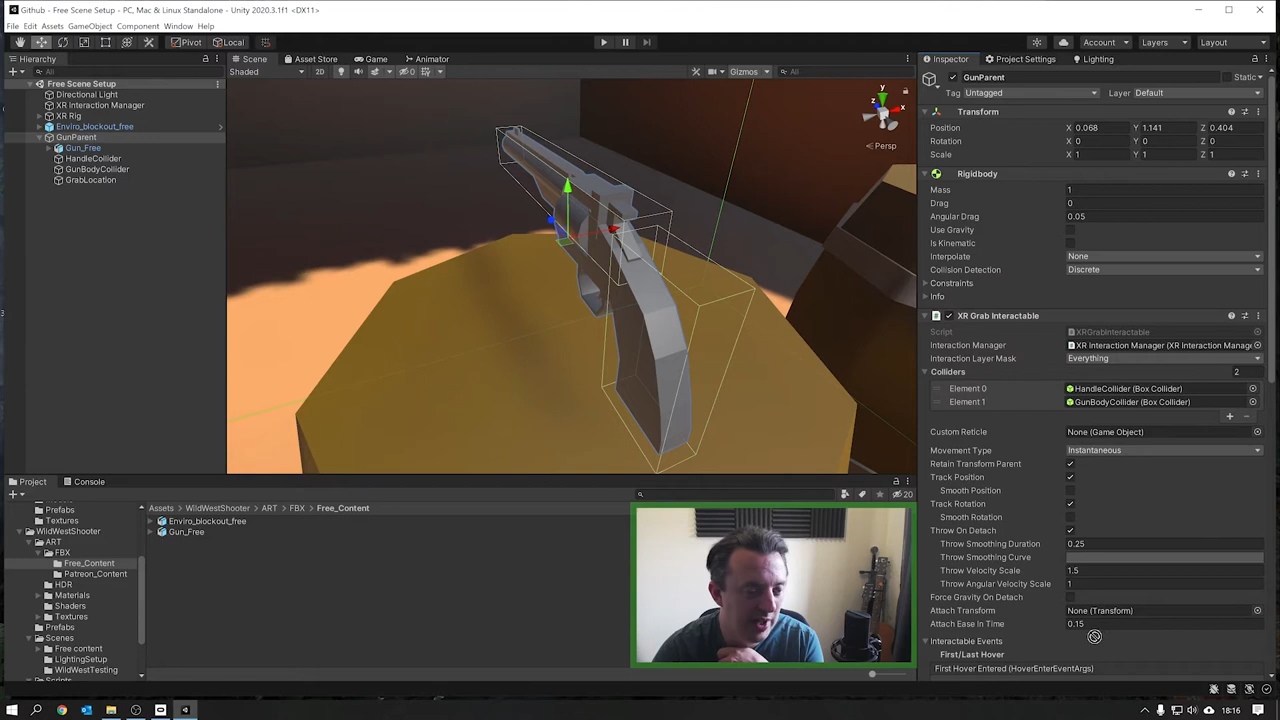 Github - Free Scene Setup - PC, Mac & Linux Standalone - Unity 2020.3.1f1 <DX11>
File Edit Assets GameObject Component Window Help
Pivot Local Account Layers Layout
Hierarchy
All
Free Scene Setup
Directional Light
XR Interaction Manager
XR Rig
Enviro_blockout_free
GunParent
Gun_Free
HandleCollider
GunBodyCollider
GrabLocation
Scene Asset Store Game Animator
Shaded 2D 0 Gizmos All
y
x
z
Persp
Inspector Project Settings Lighting
GunParent Static
Tag Untagged Layer Default
Transform
Position X 0.068 Y 1.141 Z 0.404
Rotation X 0 Y 0 Z 0
Scale X 1 Y 1 Z 1
Rigidbody
Mass 1
Drag 0
Angular Drag 0.05
Use Gravity
Is Kinematic
Interpolate None
Collision Detection Discrete
Constraints
Info
XR Grab Interactable
Script XRGrabInteractable
Interaction Manager XR Interaction Manager (XR Interaction Manage
Interaction Layer Mask Everything
Colliders 2
Element 0 HandleCollider (Box Collider)
Element 1 GunBodyCollider (Box Collider)
Custom Reticle None (Game Object)
Movement Type Instantaneous
Retain Transform Parent
Track Position
Smooth Position
Track Rotation
Smooth Rotation
Throw On Detach
Throw Smoothing Duration 0.25
Throw Smoothing Curve
Throw Velocity Scale 1.5
Throw Angular Velocity Scale 1
Force Gravity On Detach
Attach Transform None (Transform)
Attach Ease In Time 0.15
Interactable Events
First/Last Hover
First Hover Entered (HoverEnterEventArgs)
Project Console
20
Prefabs
Textures
WildWestShooter
ART
FBX
Free_Content
Patreon_Content
HDR
Materials
Shaders
Textures
Scenes
Free content
LightingSetup
WildWestTesting
Assets > WildWestShooter > ART > FBX > Free_Content
Enviro_blockout_free
Gun_Free
18:16